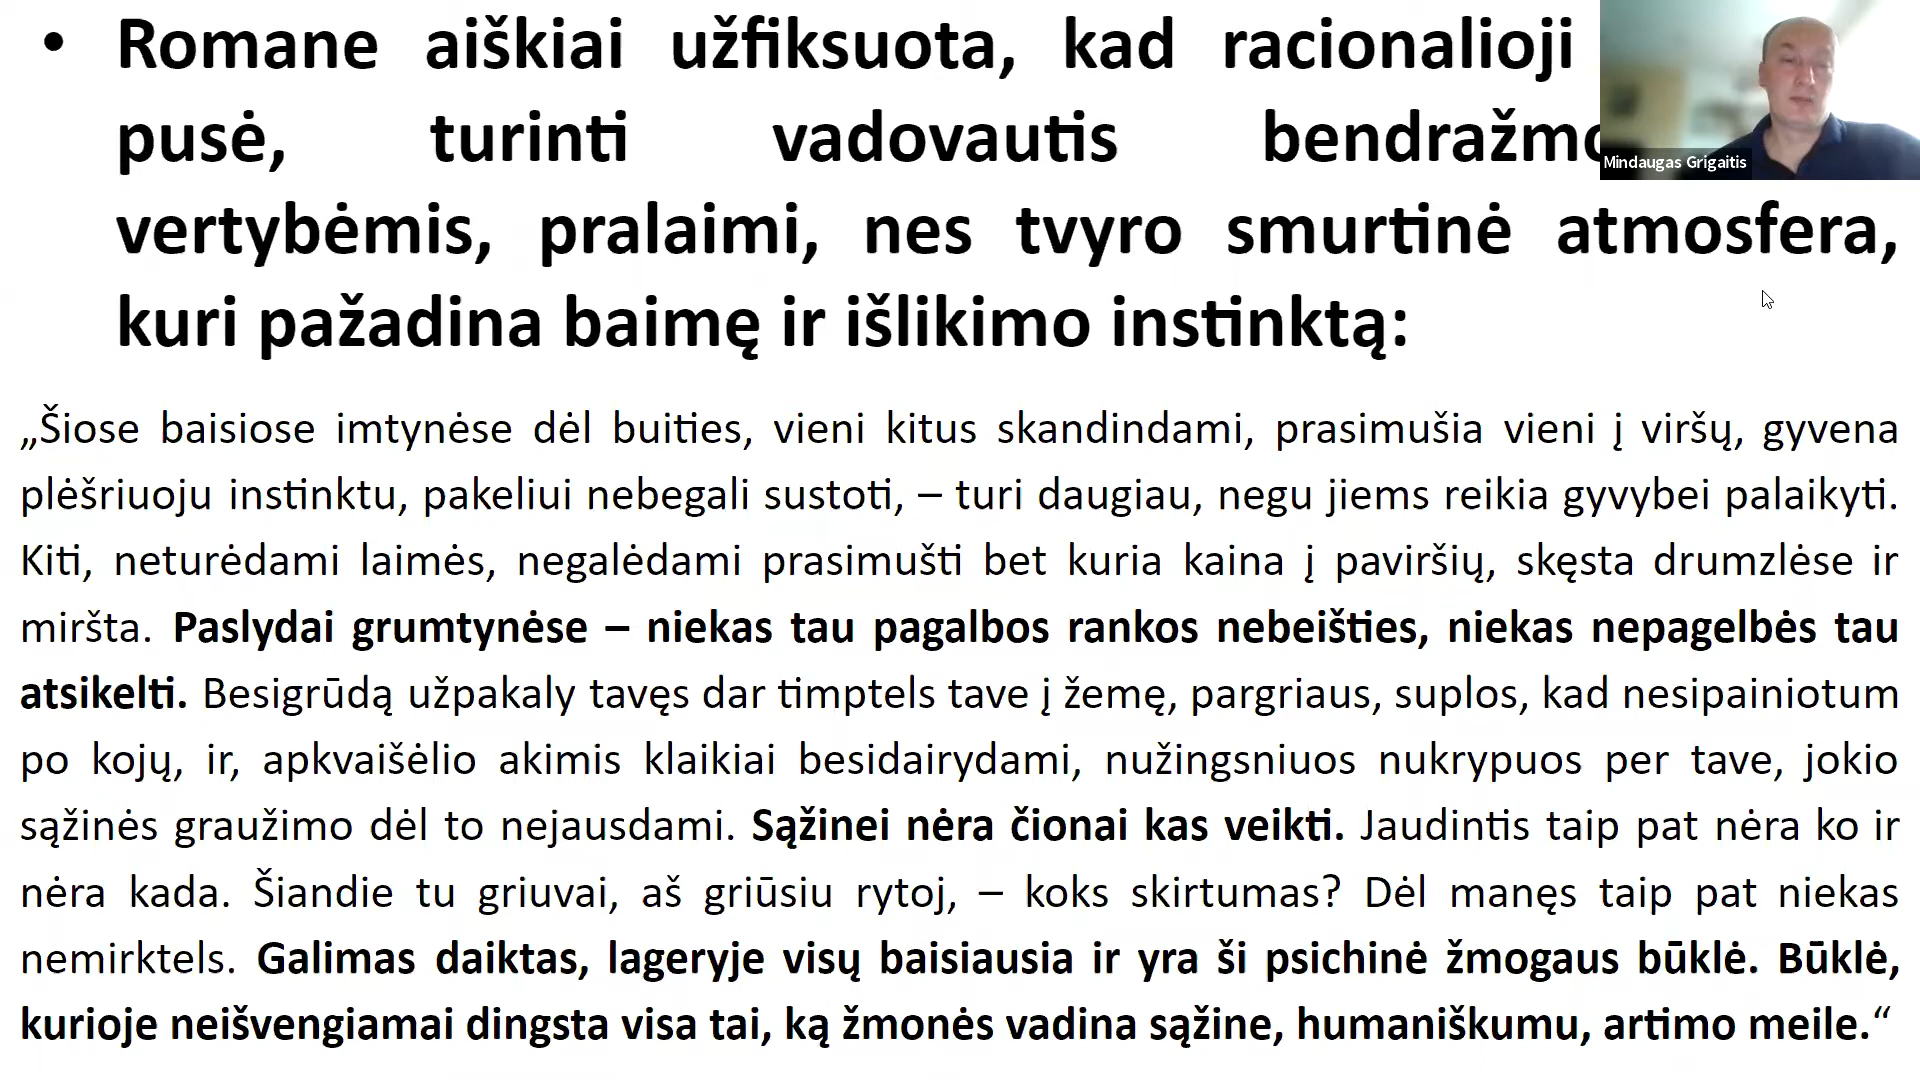 • Romane aiškiai užfiksuota, kad racionalioji
pusė, turinti vadovautis
vertybėmis, pralaimi, nes tvyro smurtinė atmosfera,
kuri pažadina baimę ir išlikimo instinktą:
Mindaugas Grigaitis
„Šiose baisiose imtynėse dėl buities, vieni kitus skandindami, prasimušia vieni į viršų, gyvena
plėšriuoju instinktu, pakeliui nebegali sustoti, – turi daugiau, negu jiems reikia gyvybei palaikyti.
Kiti, neturėdami laimės, negalėdami prasimušti bet kuria kaina į paviršių, skęsta drumzlėse ir
miršta. Paslydai grumtynėse – niekas tau pagalbos rankos nebeišties, niekas nepagelbės tau
atsikelti. Besigrūdą užpakaly tavęs dar timptels tave į žemę, pargriaus, suplos, kad nesipainiotum
po kojų, ir, apkvaišėlio akimis klaikiai besidairydami, nužingsniuos nukrypuos per tave, jokio
sąžinės graužimo dėl to nejausdami. Sąžinei nėra čionai kas veikti. Jaudintis taip pat nėra ko ir
nėra kada. Šiandie tu griuvai, aš griūsiu rytoj, – koks skirtumas? Dėl manęs taip pat niekas
nemirktels. Galimas daiktas, lageryje visų baisiausia ir yra ši psichinė žmogaus būklė. Būklė,
kurioje neišvengiamai dingsta visa tai, ką žmonės vadina sąžine, humaniškumu, artimo meile.“